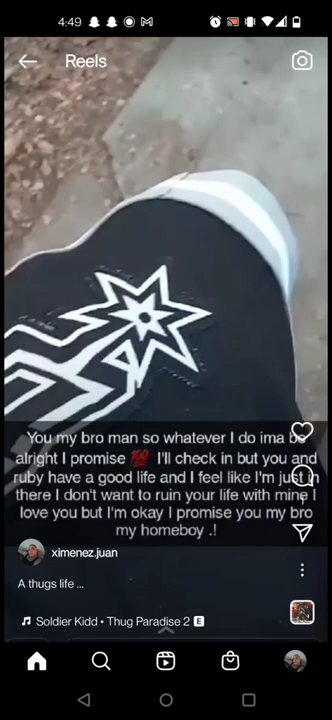 4:49
Reels
You my bro man so whatever I do ima be
alright I promise 💯 I'll check in but you and
ruby have a good life and I feel like I'm just in
there I don't want to ruin your life with mine I
love you but I'm okay I promise you my bro
my homeboy .!
ximenez.juan
A thugs life ...
Soldier Kidd • Thug Paradise 2 E